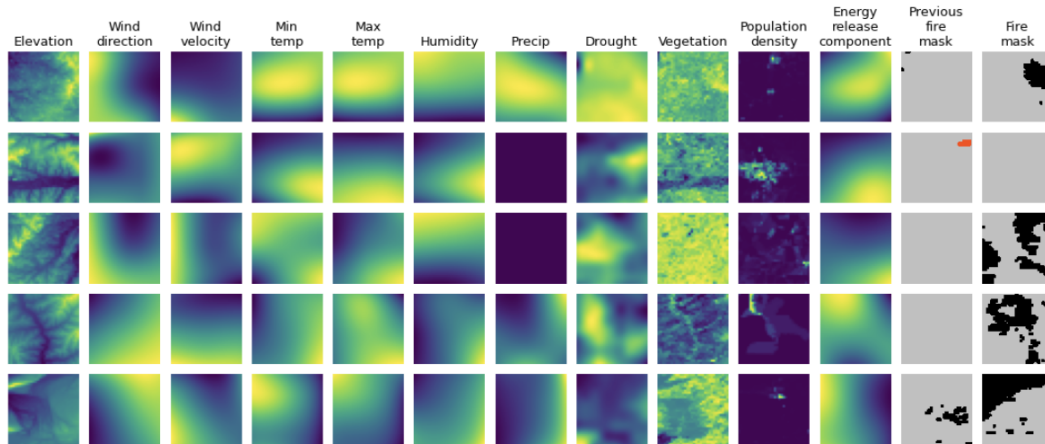 Elevation
Wind
direction
Wind
velocity
Min
temp
Max
temp
Humidity
Precip
Drought
Vegetation
Population
density
Energy
release
component
Previous
fire
mask
Fire
mask